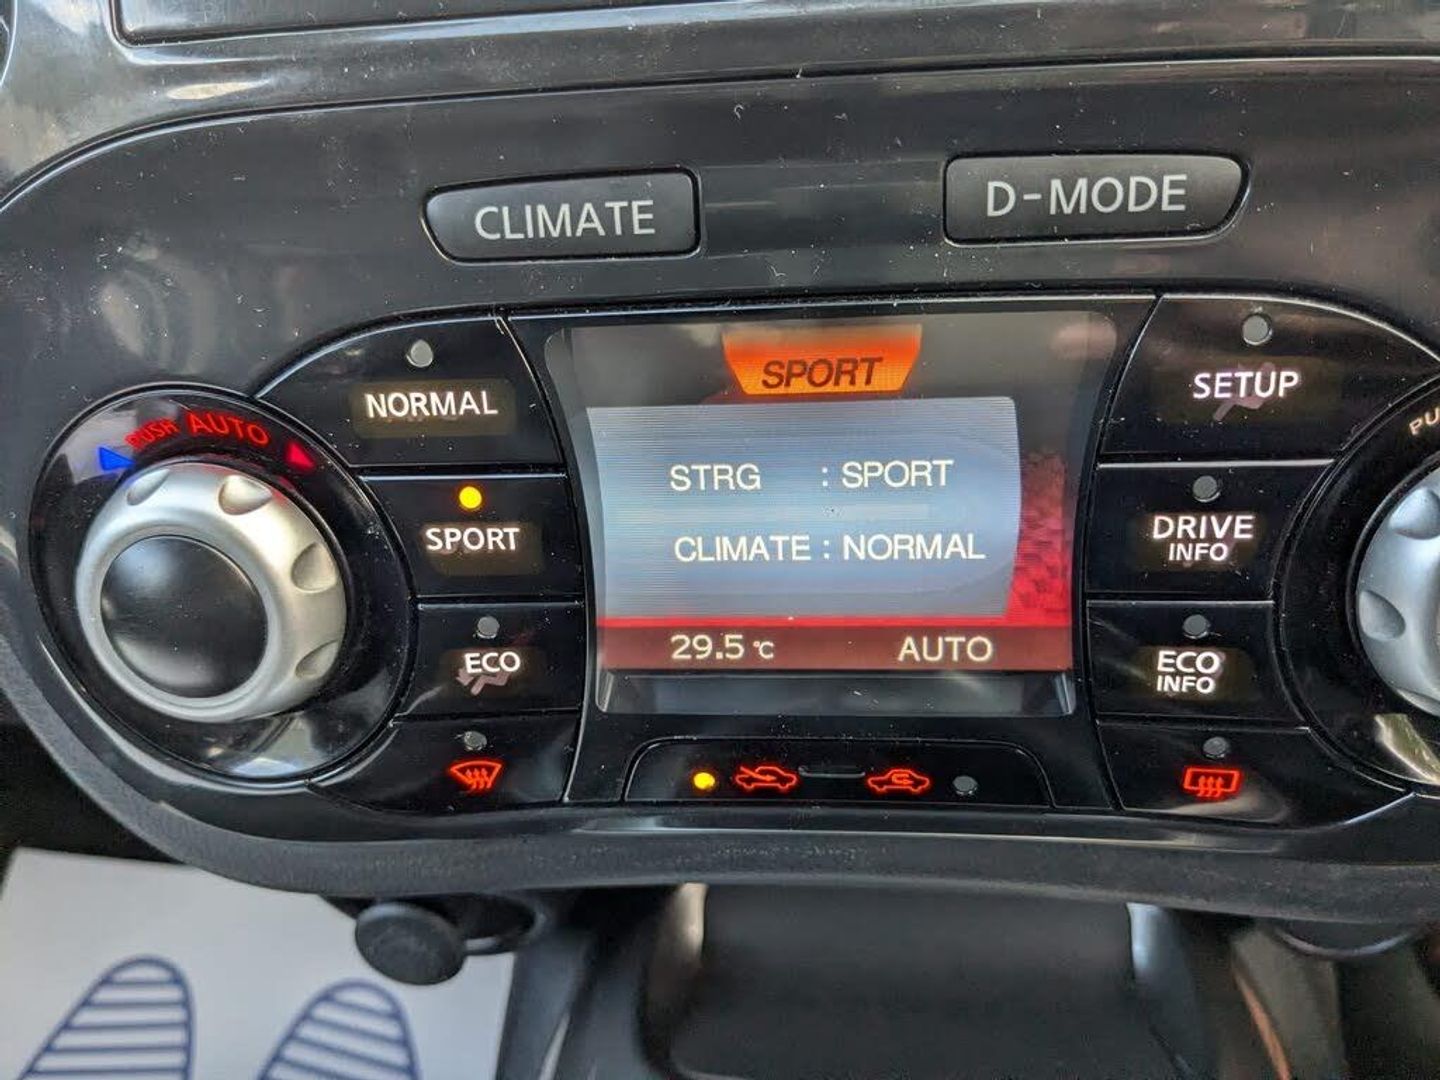 CLIMATE
D-MODE
NORMAL
SPORT
SETUP
PUSH AUTO
PU
SPORT
STRG : SPORT
DRIVE
INFO
CLIMATE : NORMAL
ECO
29.5 ℃ AUTO
ECO
INFO